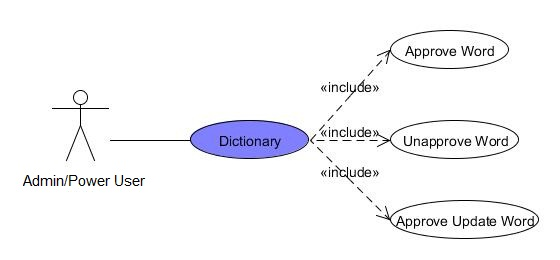 Approve Word
«include»
Dictionary
«include»
Unapprove Word
«include»
Admin/Power User
Approve Update Word